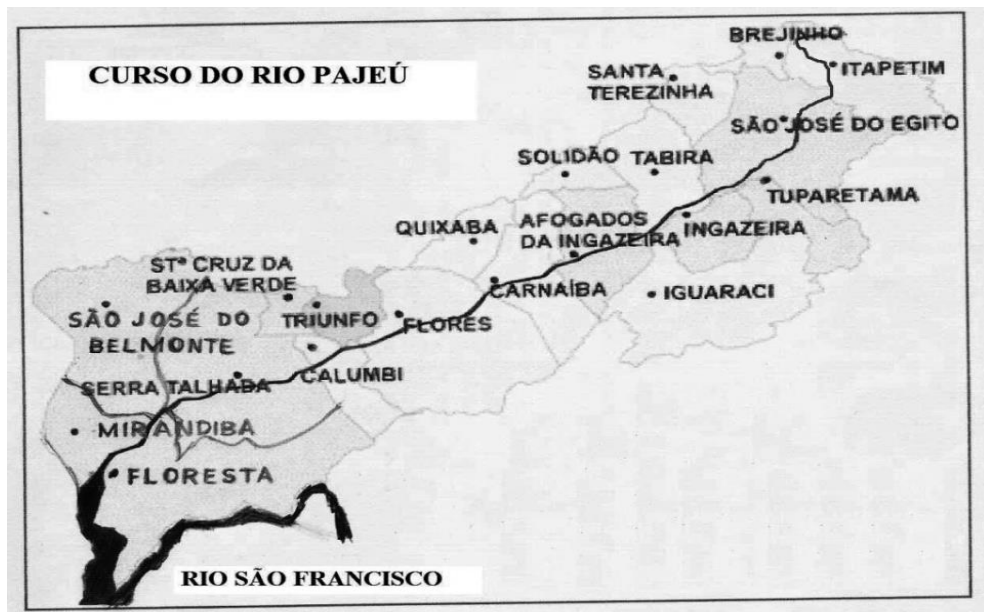 CURSO DO RIO PAJEÚ
BREJINHO
ITAPETIM
SANTA
TEREZINHA
SÃO JOSÉ DO EGITO
SOLIDÃO
TABIRA
TUPARETAMA
QUIXABA
AFOGADOS
DA INGAZEIRA
INGAZEIRA
STª CRUZ DA
BAIXA VERDE
CARNAÍBA
IGUARACI
SÃO JOSÉ DO
BELMONTE
TRIUNFO
FLORES
SERRA TALHADA
CALUMBI
MIRANDIBA
FLORESTA
RIO SÃO FRANCISCO